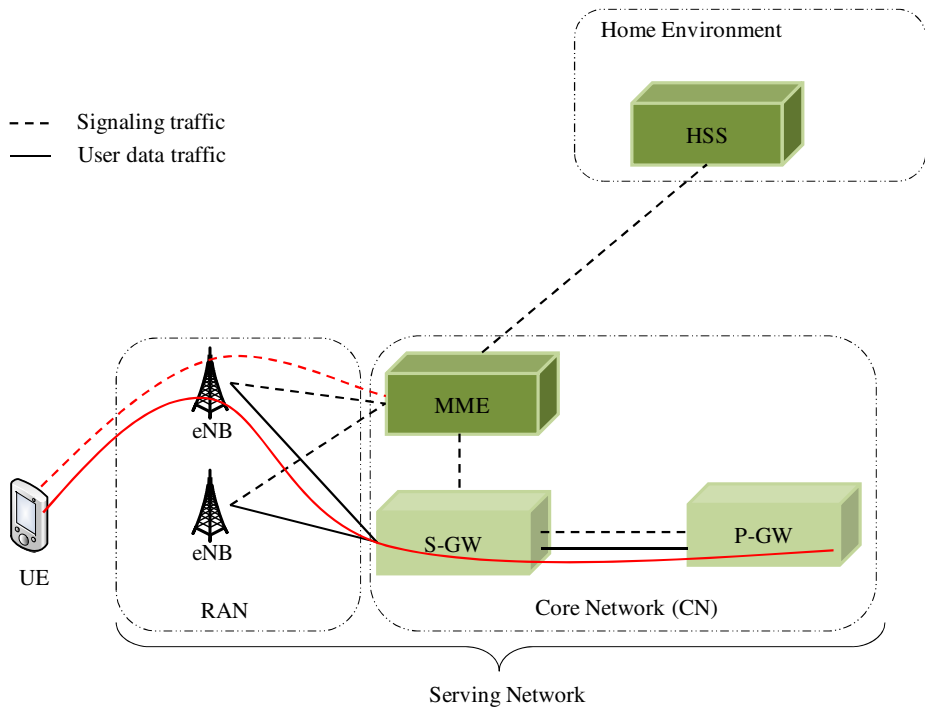 Home Environment
HSS
Signaling traffic
User data traffic
MME
eNB
eNB
S-GW
P-GW
UE
RAN
Core Network (CN)
Serving Network